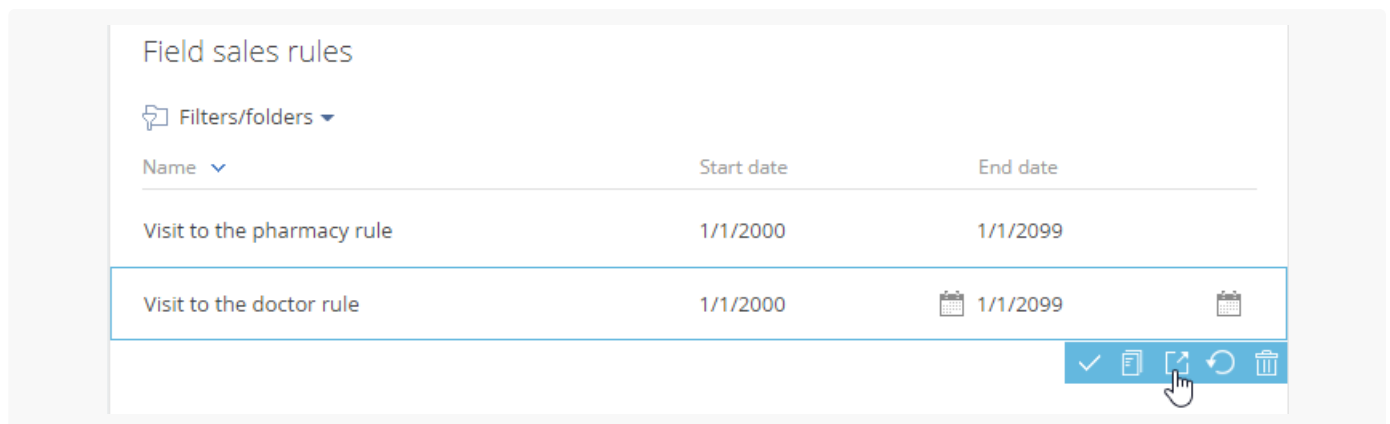 Field sales rules
Filters/folders
Name Start date End date
Visit to the pharmacy rule 1/1/2000 1/1/2099
Visit to the doctor rule 1/1/2000 1/1/2099